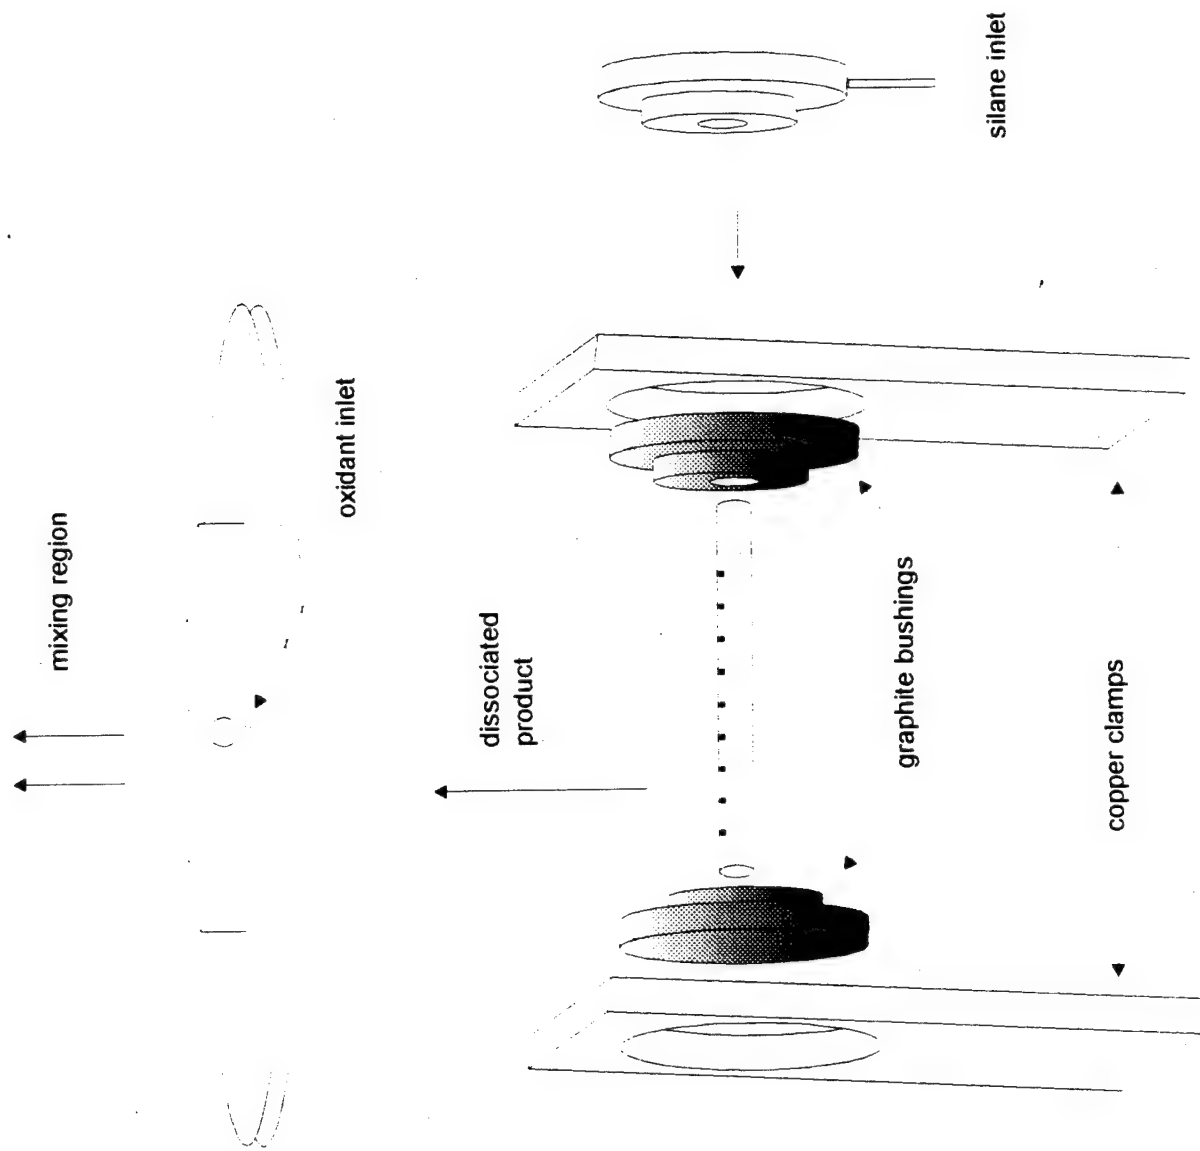 mixing region
oxidant inlet
dissociated
product
silane inlet
graphite bushings
copper clamps